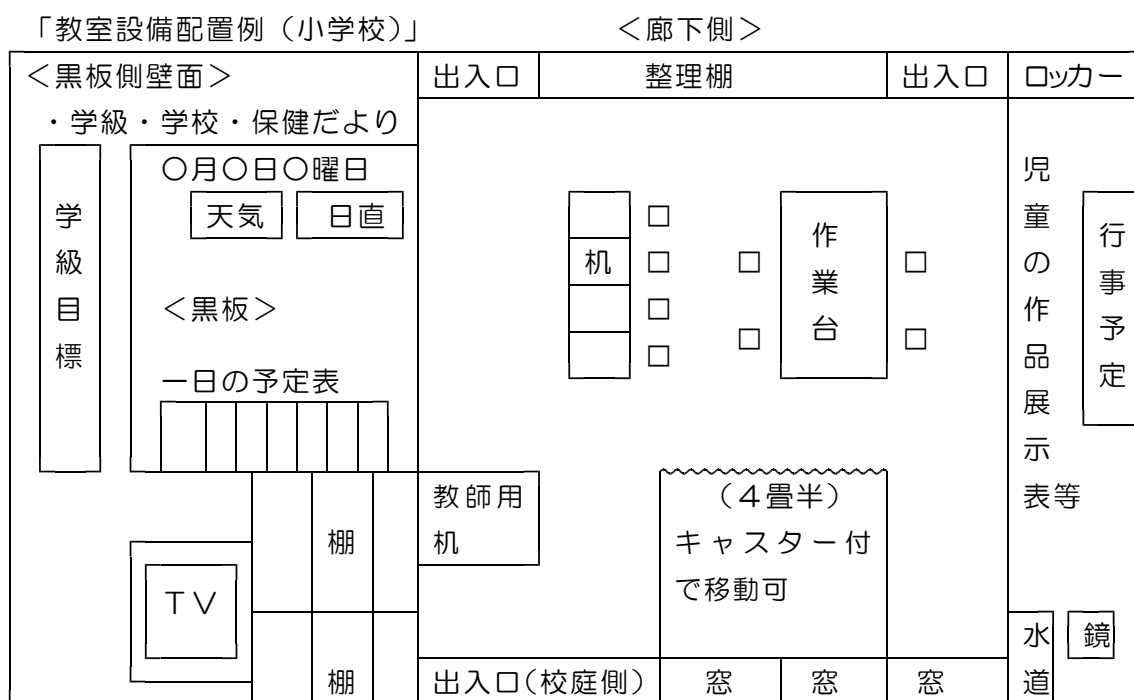 「教室設備配置例（小学校）」
＜廊下側＞
＜黒板側壁面＞
出入口
整理棚
出入口
ロッカー
・学級・学校・保健だより
学級目標
〇月〇日〇曜日
天気
日直
＜黒板＞
一日の予定表
机
作業台
児童の作品展示表等
行事予定
教師用
机
（４畳半）
キャスター付
で移動可
棚
ＴＶ
棚
水道
鏡
出入口（校庭側）
窓
窓
窓